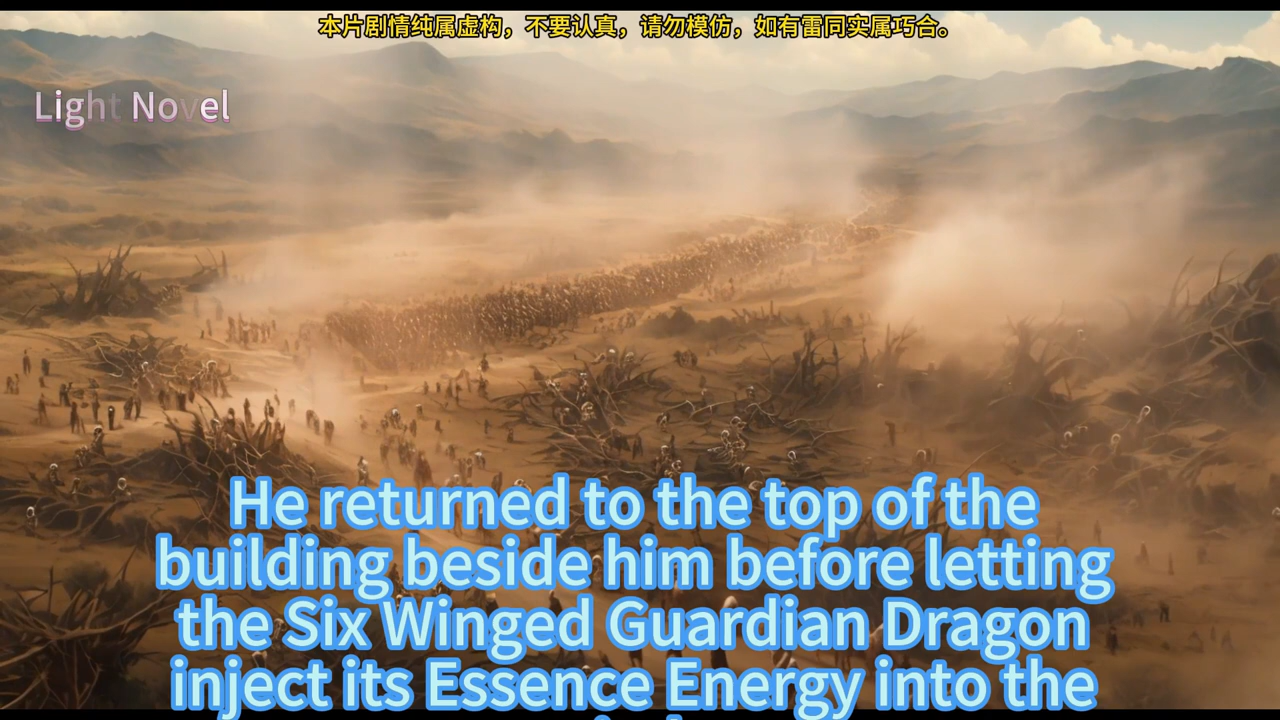 本片剧情纯属虚构，不要认真，请勿模仿，如有雷同实属巧合。
Light Novel
He returned to the top of the
building beside him before letting
the Six Winged Guardian Dragon
inject its Essence Energy into the